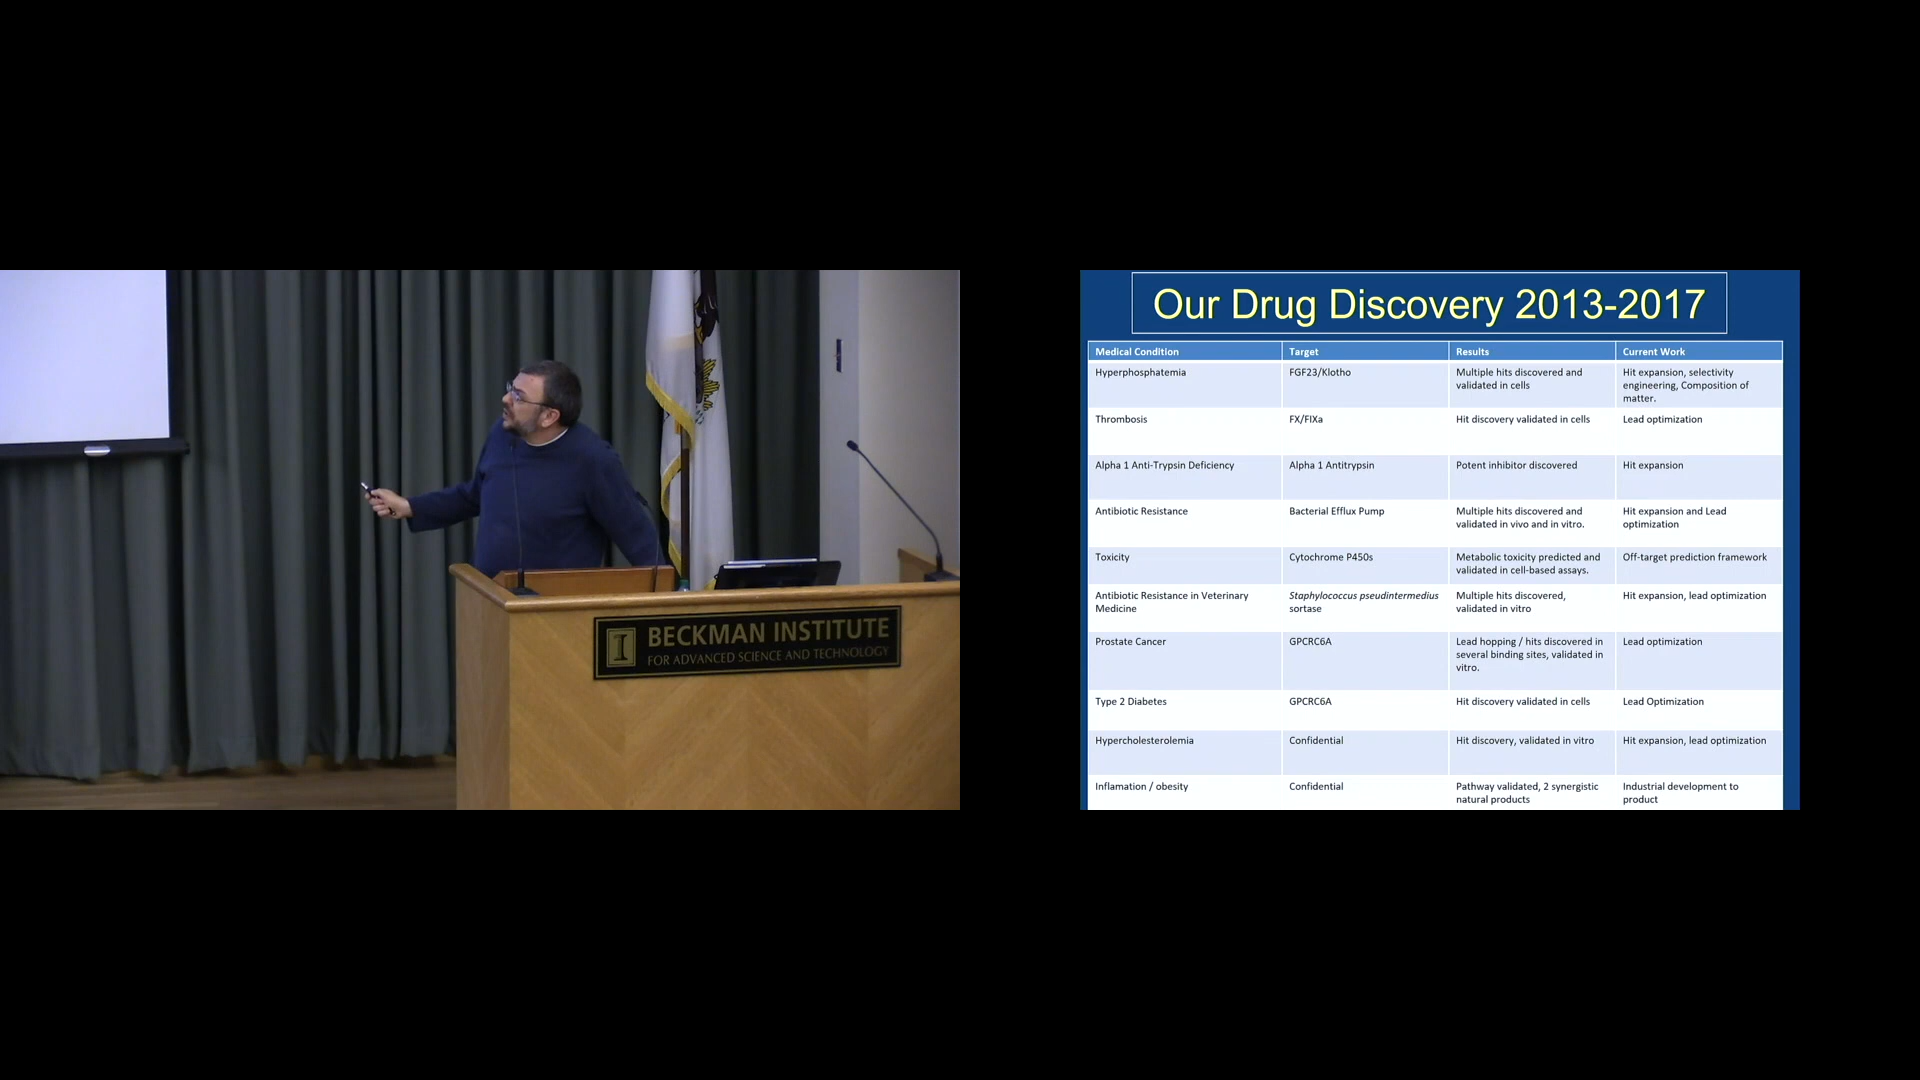 BECKMAN INSTITUTE
FOR ADVANCED SCIENCE AND TECHNOLOGY
Our Drug Discovery 2013-2017
Medical Condition Target Results Current Work
Hyperphosphatemia FGF23/Klotho Multiple hits discovered and Hit expansion, selectivity
validated in cells engineering, Composition of
matter.
Thrombosis FX/FIXa Hit discovery validated in cells Lead optimization
Alpha 1 Anti-Trypsin Deficiency Alpha 1 Antitrypsin Potent inhibitor discovered Hit expansion
Antibiotic Resistance Bacterial Efflux Pump Multiple hits discovered and Hit expansion and Lead
validated in vivo and in vitro. optimization
Toxicity Cytochrome P450s Metabolic toxicity predicted and Off-target prediction framework
validated in cell-based assays.
Antibiotic Resistance in Veterinary Staphylococcus pseudintermedius Multiple hits discovered, Hit expansion, lead optimization
Medicine sortase validated in vitro
Prostate Cancer GPCRC6A Lead hopping / hits discovered in Lead optimization
several binding sites, validated in
vitro.
Type 2 Diabetes GPCRC6A Hit discovery validated in cells Lead Optimization
Hypercholesterolemia Confidential Hit discovery, validated in vitro Hit expansion, lead optimization
Inflamation / obesity Confidential Pathway validated, 2 synergistic Industrial development to
natural products product